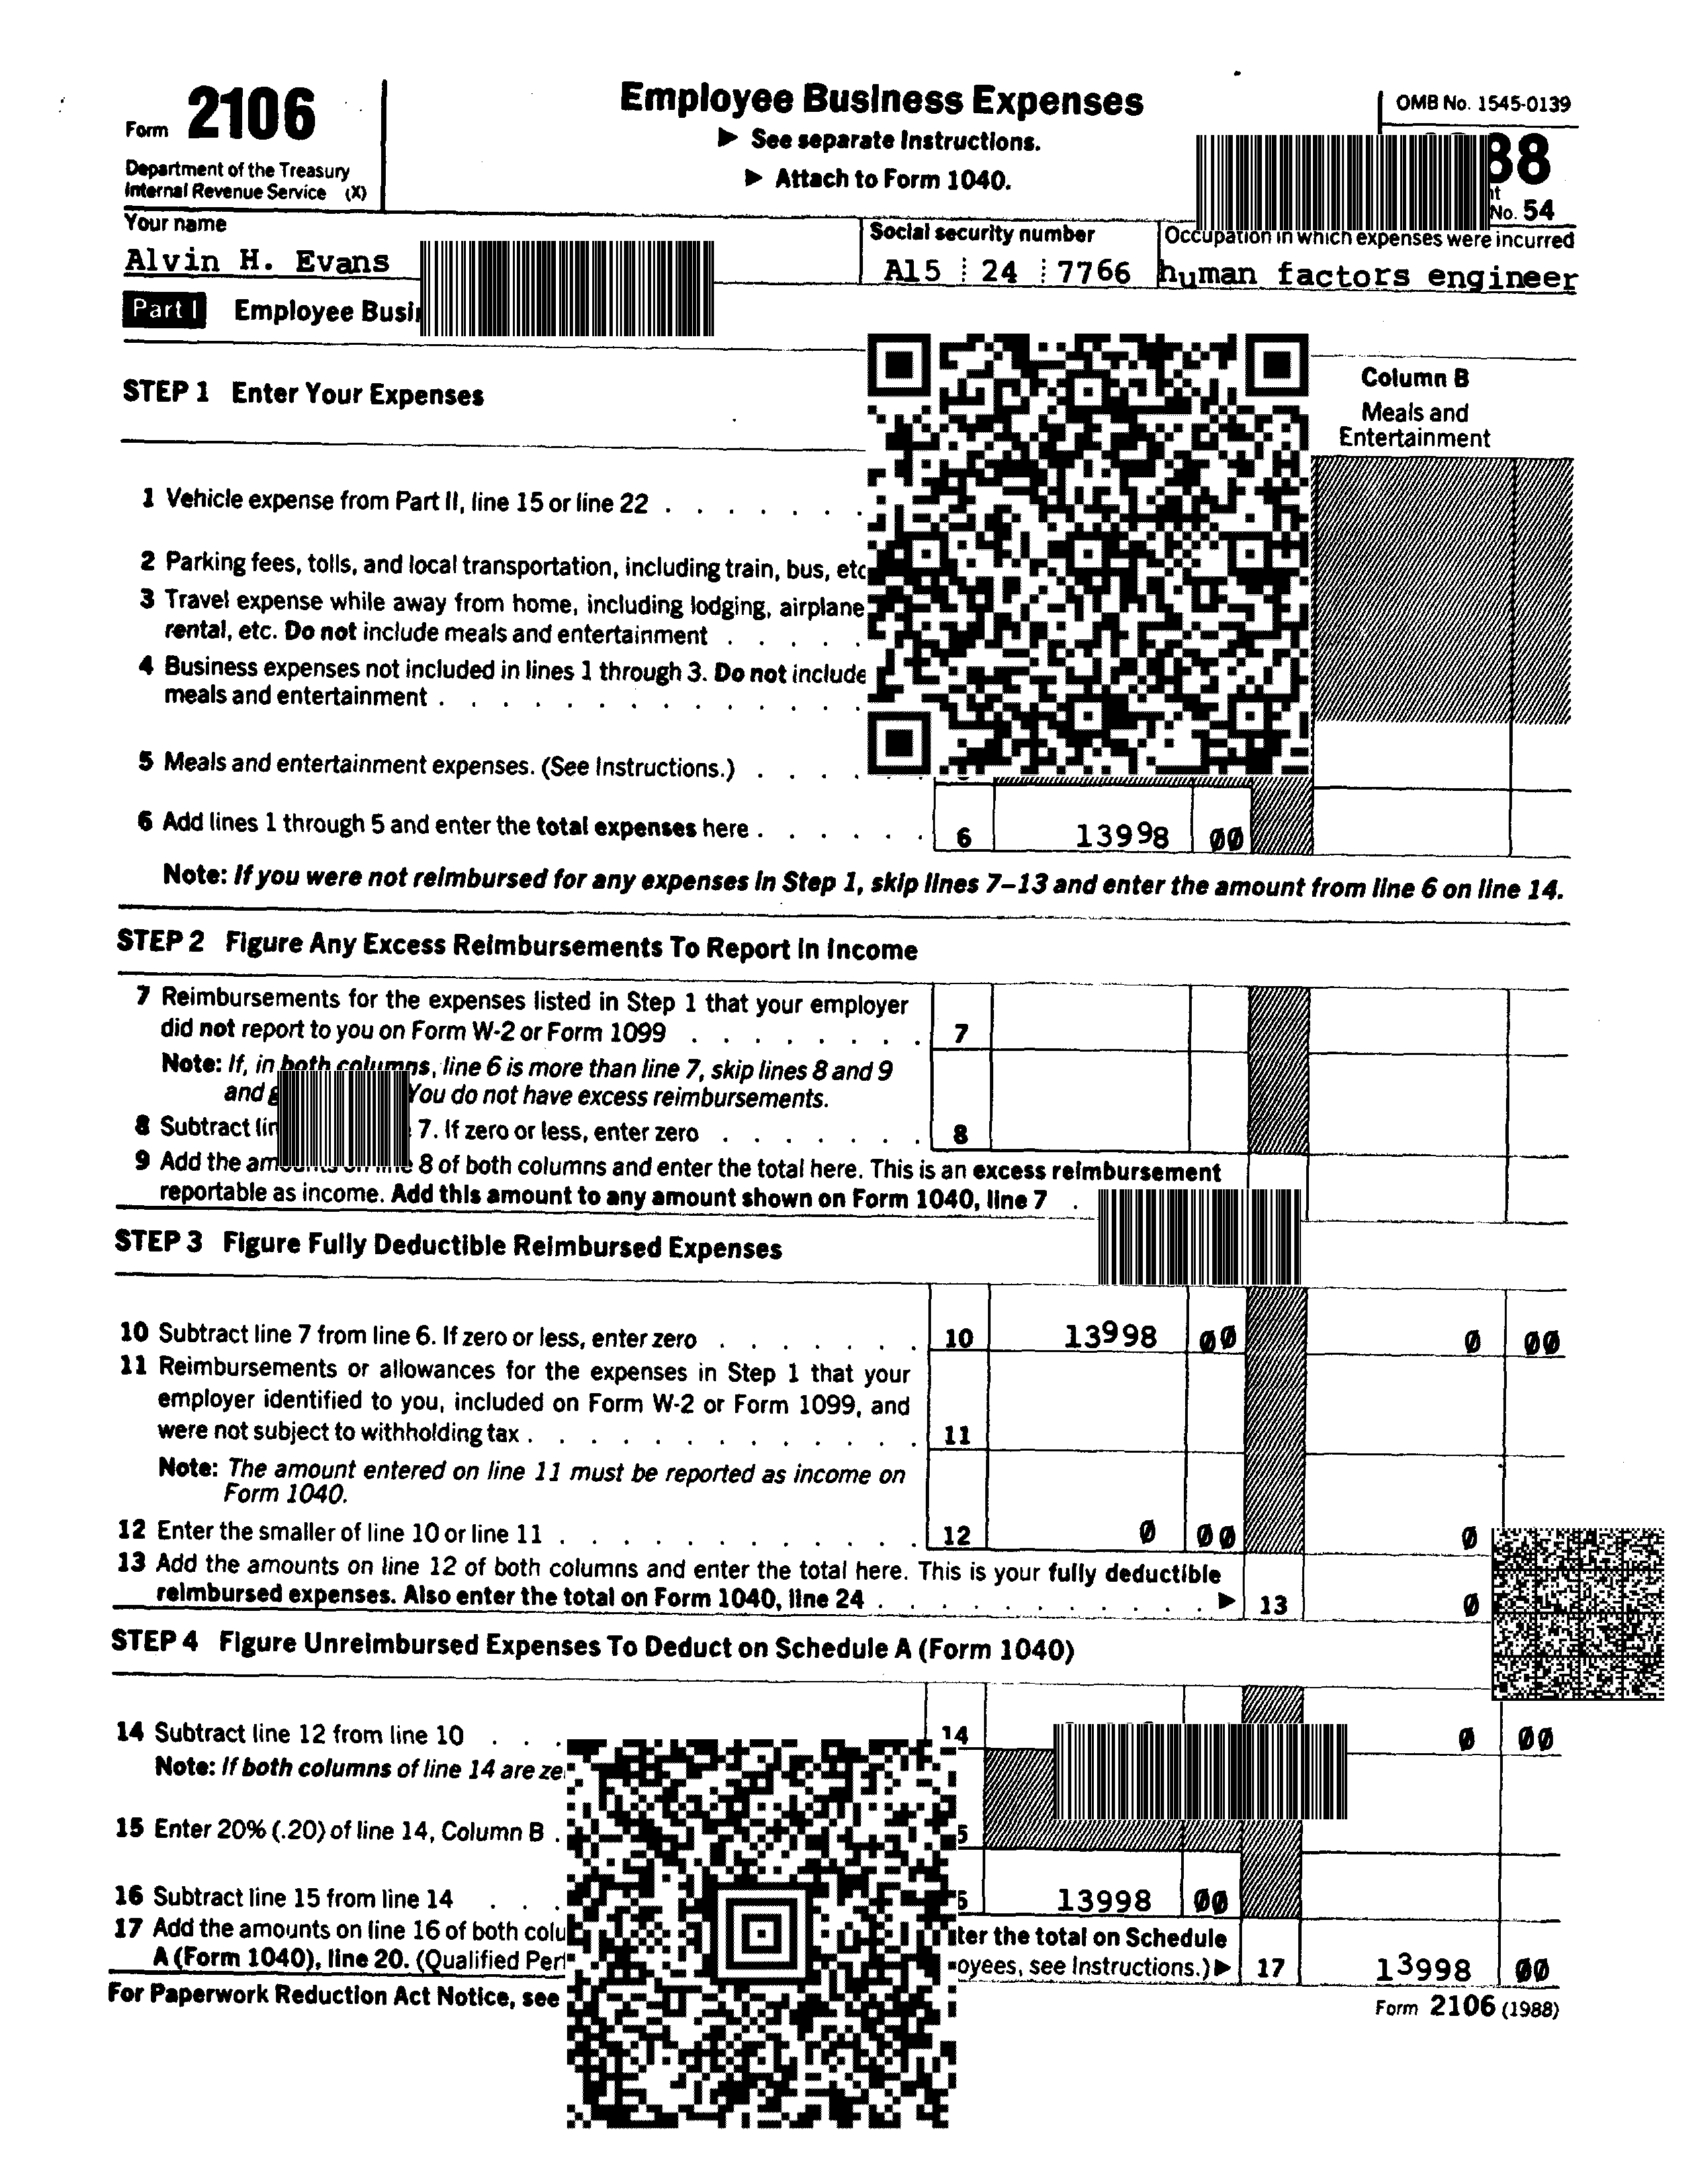 Form 2106
Department of the Treasury
Internal Revenue Service (X)
Employee Business Expenses
► See separate Instructions.
► Attach to Form 1040.
OMB No. 1545-0139
88
No. 54
Your name
Alvin H. Evans
Social security number
A15 24 7766
Occupation in which expenses were incurred
human factors engineer
Part I Employee
STEP 1 Enter Your Expenses
Column B
Meals and
Entertainment
1 Vehicle expense from Part II, line 15 or line 22
2 Parking fees, tolls, and local transportation, including train, bus, etc
3 Travel expense while away from home, including lodging, airplane
rental, etc. Do not include meals and entertainment
4 Business expenses not included in lines 1 through 3. Do not include
meals and entertainment
5 Meals and entertainment expenses. (See Instructions.)
6 Add lines 1 through 5 and enter the total expenses here 6 13998 00
Note: If you were not reimbursed for any expenses in Step 1, skip lines 7–13 and enter the amount from line 6 on line 14.
STEP 2 Figure Any Excess Reimbursements To Report In Income
7 Reimbursements for the expenses listed in Step 1 that your employer
did not report to you on Form W-2 or Form 1099 7
Note: If, in both columns, line 6 is more than line 7, skip lines 8 and 9
and You do not have excess reimbursements.
8 Subtract 7. If zero or less, enter zero 8
9 Add the 8 of both columns and enter the total here. This is an excess reimbursement
reportable as income. Add this amount to any amount shown on Form 1040, line 7
STEP 3 Figure Fully Deductible Reimbursed Expenses
10 Subtract line 7 from line 6. If zero or less, enter zero 10 13998 00 0 00
11 Reimbursements or allowances for the expenses in Step 1 that your
employer identified to you, included on Form W-2 or Form 1099, and
were not subject to withholding tax 11
Note: The amount entered on line 11 must be reported as income on
Form 1040.
12 Enter the smaller of line 10 or line 11 12 0 00 0
13 Add the amounts on line 12 of both columns and enter the total here. This is your fully deductible
reimbursed expenses. Also enter the total on Form 1040, line 24 ► 13 0
STEP 4 Figure Unreimbursed Expenses To Deduct on Schedule A (Form 1040)
14 Subtract line 12 from line 10 14 0 00
Note: If both columns of line 14 are
15 Enter 20% (.20) of line 14, Column B
16 Subtract line 15 from line 14 13998 00
17 Add the amounts on line 16 of both the total on Schedule
A (Form 1040), line 20. (Qualified see Instructions.) ► 17 13998 00
For Paperwork Reduction Act Notice, see
Form 2106 (1988)